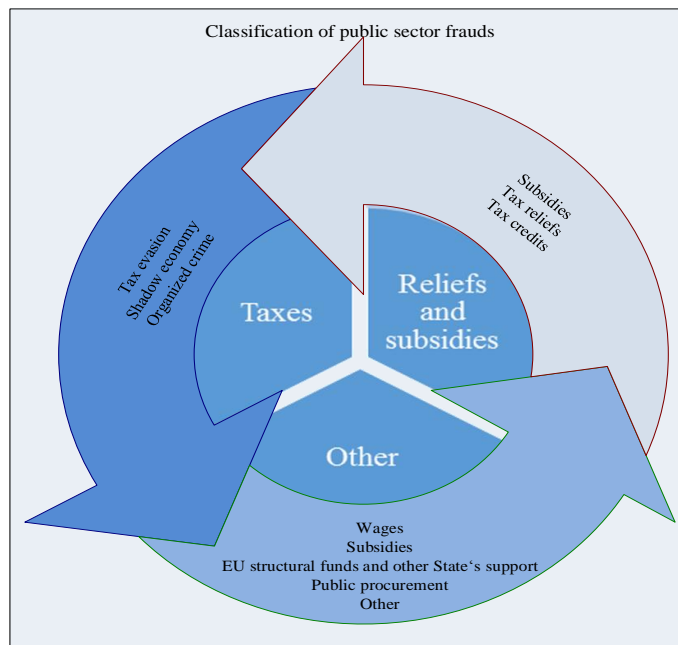 Classification of public sector frauds
Subsidies
Tax reliefs
Tax credits
Tax evasion
Shadow economy
Organized crime
Taxes
Reliefs
and
subsidies
Other
Wages
Subsidies
EU structural funds and other State‘s support
Public procurement
Other